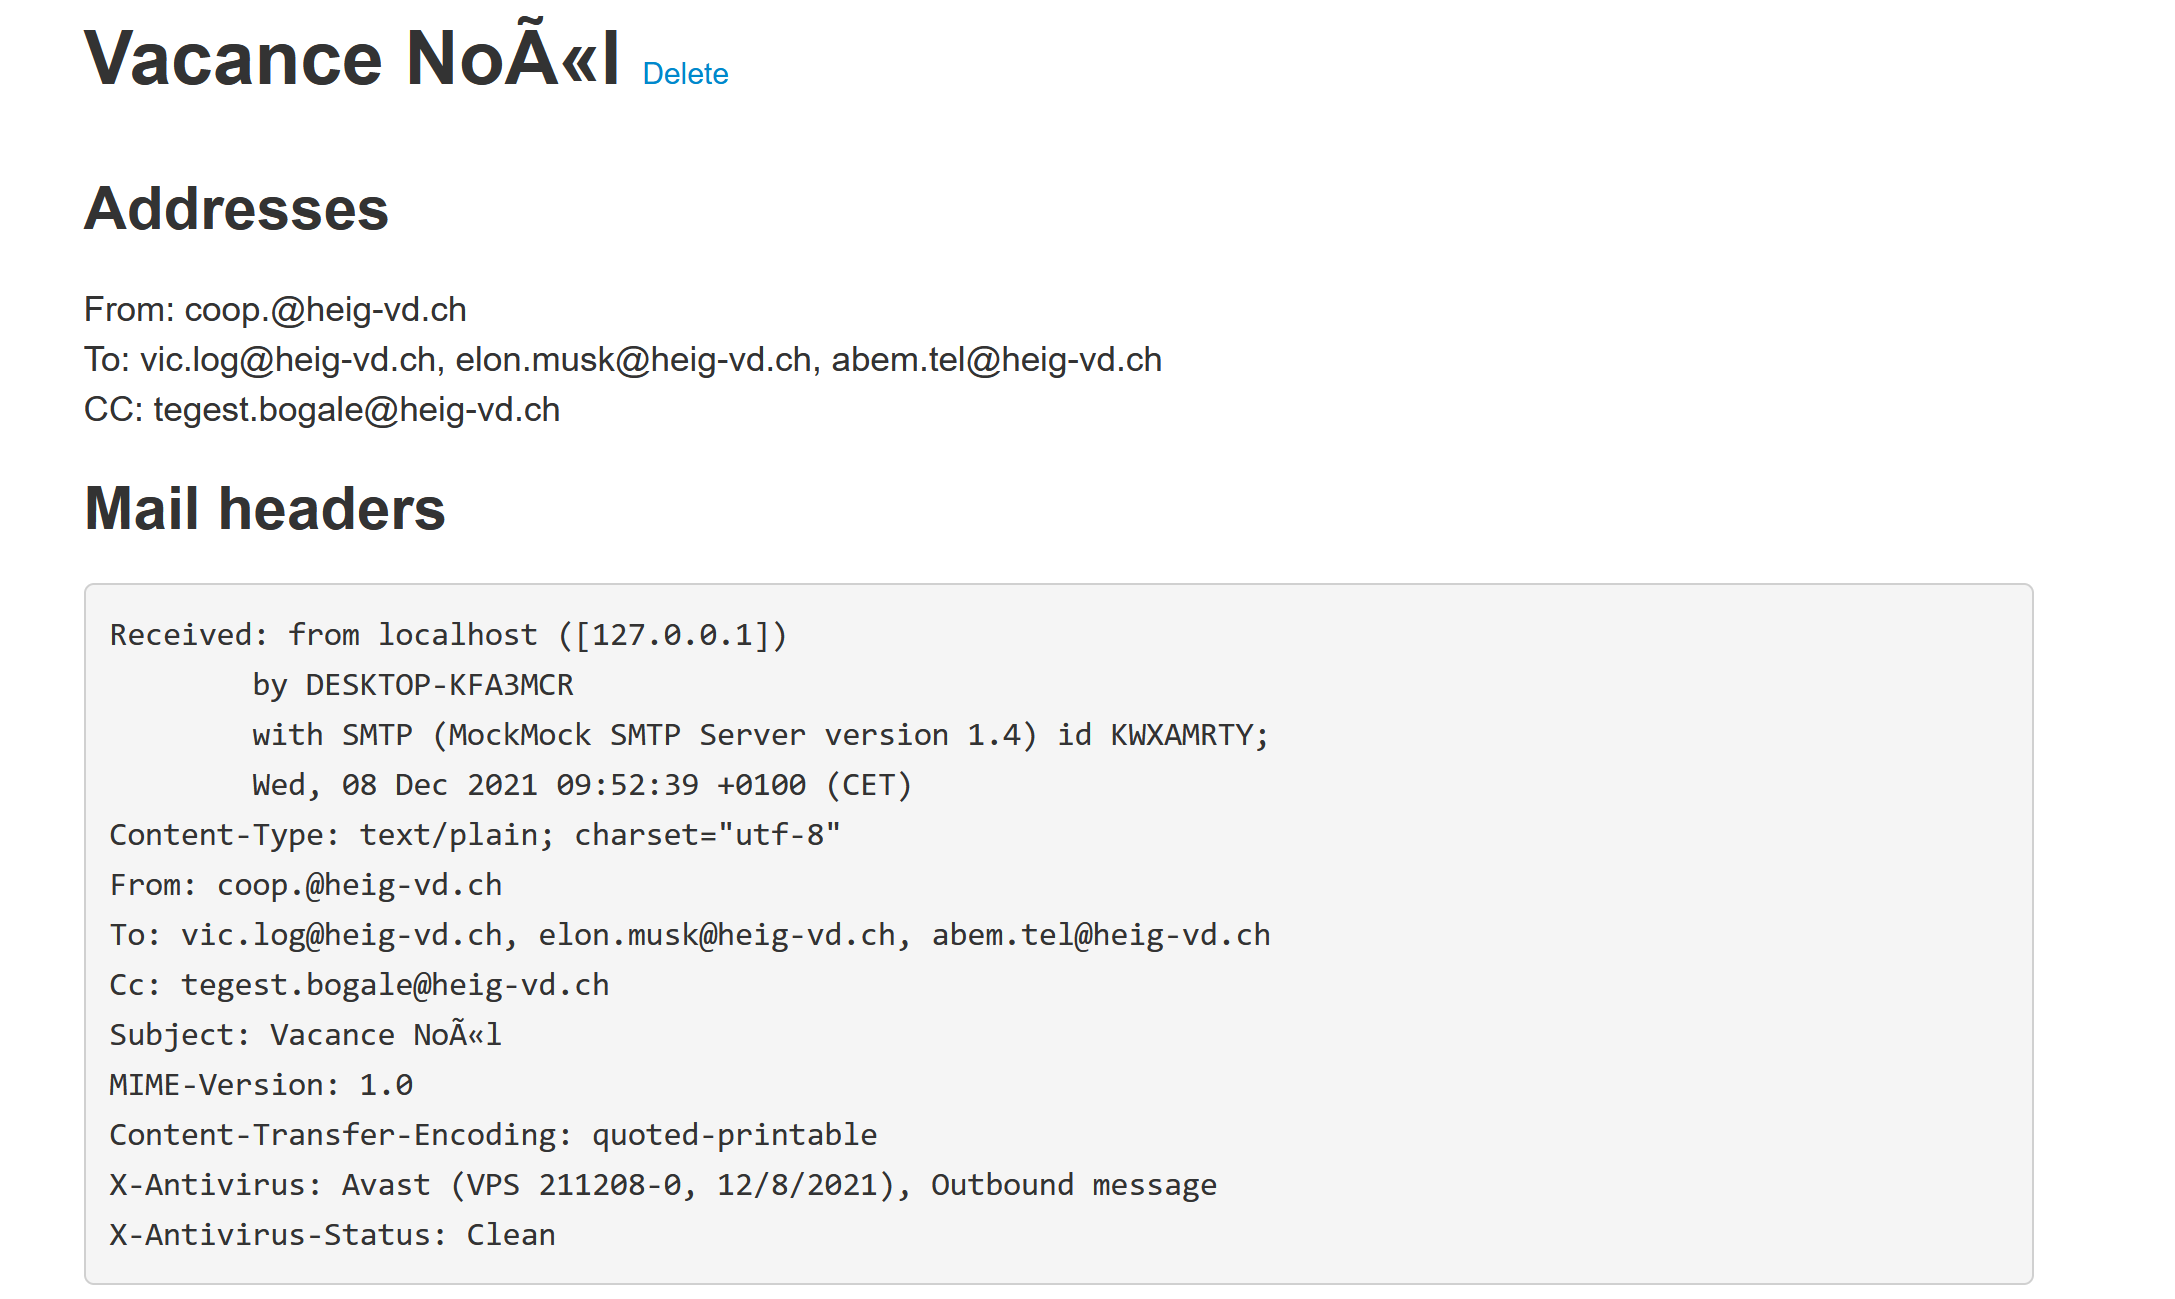 Vacance NoÃ«l Delete
Addresses
From: coop.@heig-vd.ch
To: vic.log@heig-vd.ch, elon.musk@heig-vd.ch, abem.tel@heig-vd.ch
CC: tegest.bogale@heig-vd.ch
Mail headers
Received: from localhost ([127.0.0.1])
        by DESKTOP-KFA3MCR
        with SMTP (MockMock SMTP Server version 1.4) id KWXAMRTY;
        Wed, 08 Dec 2021 09:52:39 +0100 (CET)
Content-Type: text/plain; charset="utf-8"
From: coop.@heig-vd.ch
To: vic.log@heig-vd.ch, elon.musk@heig-vd.ch, abem.tel@heig-vd.ch
Cc: tegest.bogale@heig-vd.ch
Subject: Vacance NoÃ«l
MIME-Version: 1.0
Content-Transfer-Encoding: quoted-printable
X-Antivirus: Avast (VPS 211208-0, 12/8/2021), Outbound message
X-Antivirus-Status: Clean